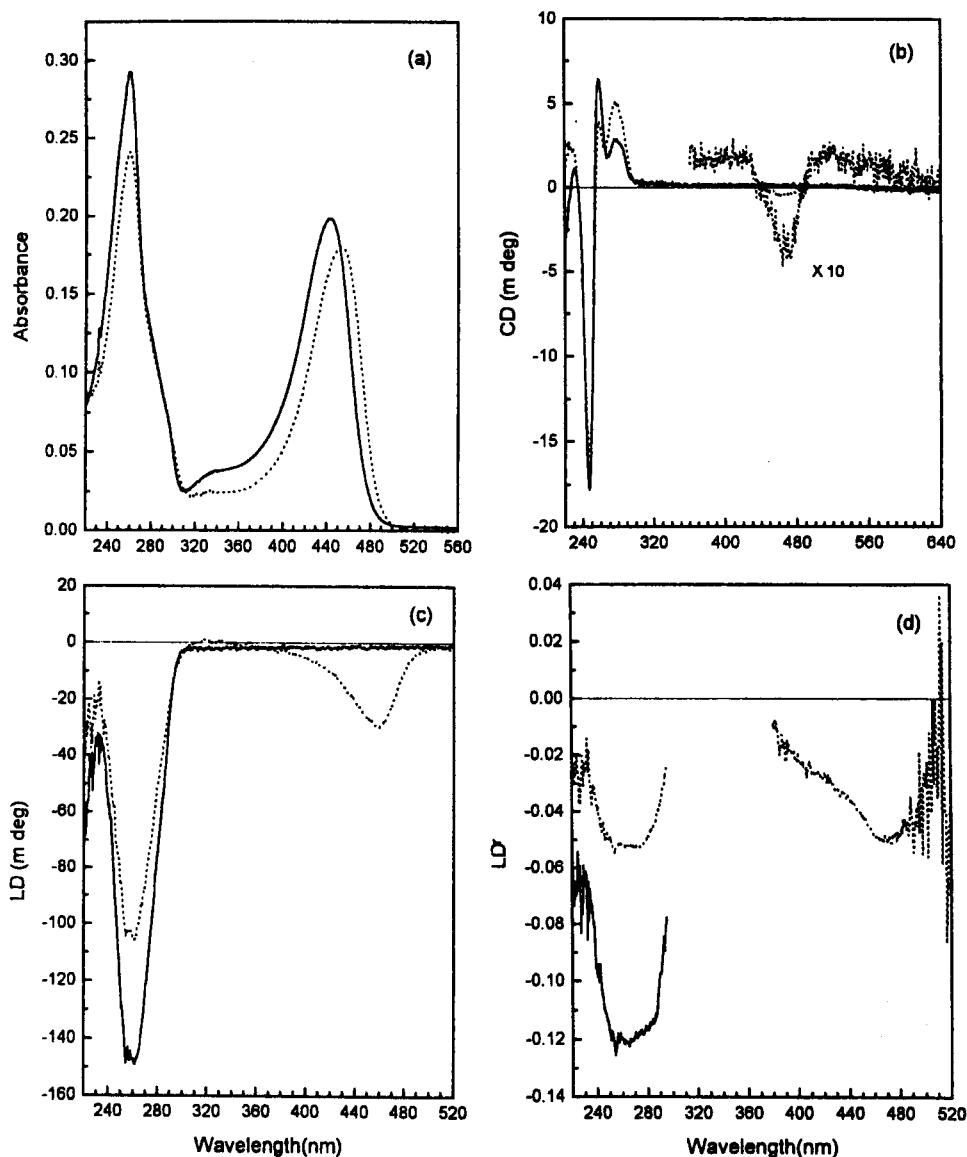 (a)
Absorbance
0.30
0.25
0.20
0.15
0.10
0.05
0.00
240 280 320 360 400 440 480 520 560
(b)
CD (m deg)
10
5
0
-5
-10
-15
-20
X 10
240 320 400 480 560 640
(c)
LD (m deg)
20
0
-20
-40
-60
-80
-100
-120
-140
-160
240 280 320 360 400 440 480 520
Wavelength(nm)
(d)
LDʳ
0.04
0.02
0.00
-0.02
-0.04
-0.06
-0.08
-0.10
-0.12
-0.14
240 280 320 360 400 440 480 520
Wavelength(nm)